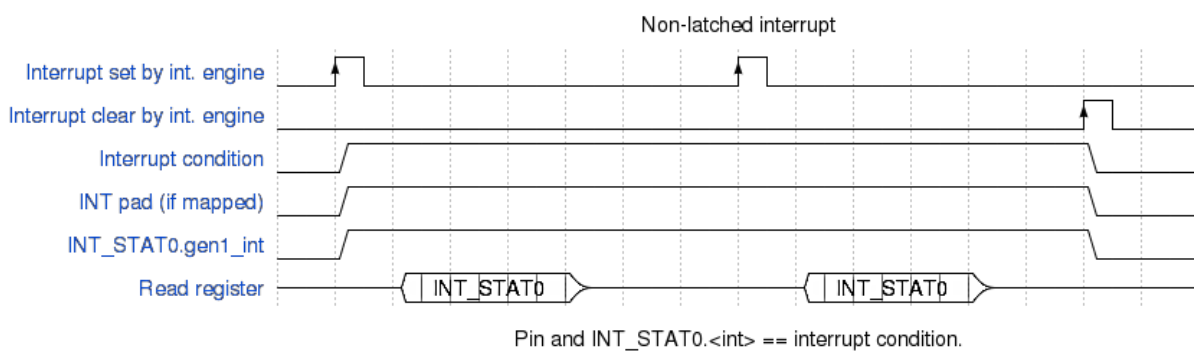 Non-latched interrupt
Interrupt set by int. engine
Interrupt clear by int. engine
Interrupt condition
INT pad (if mapped)
INT_STAT0.gen1_int
Read register INT_STAT0 INT_STAT0
Pin and INT_STAT0.<int> == interrupt condition.